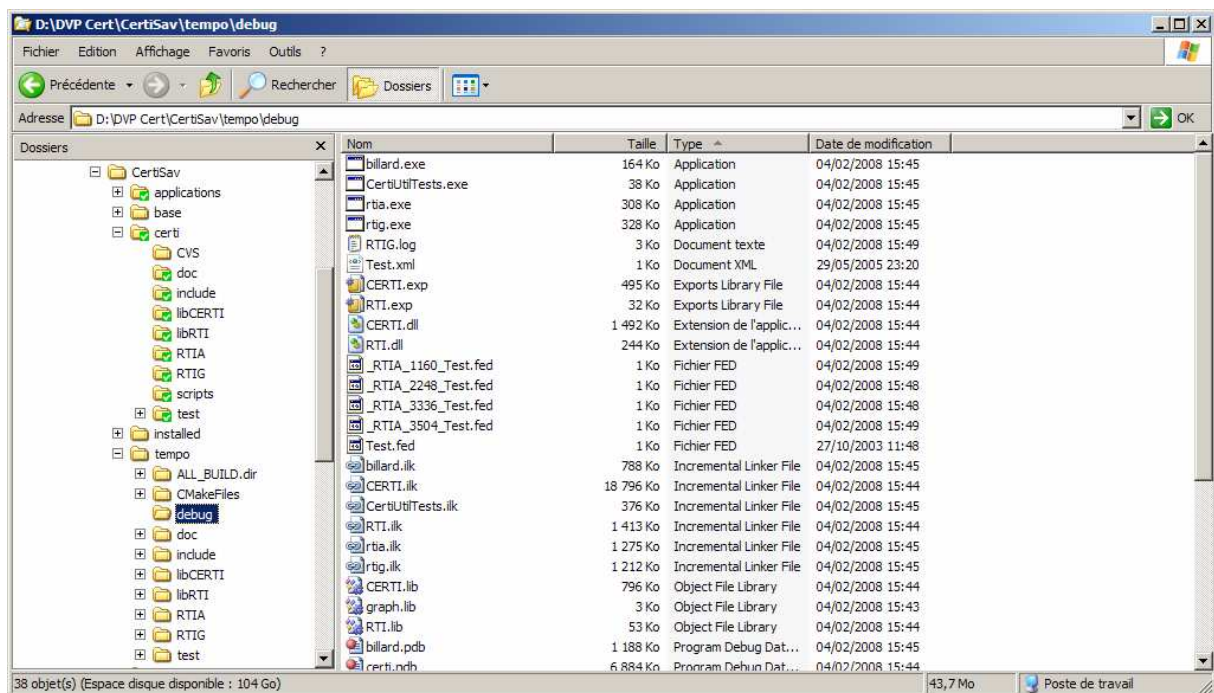 D:\DVP Cert\CertiSav\tempo\debug
Fichier Edition Affichage Favoris Outils ?
Précédente Rechercher Dossiers
Adresse D:\DVP Cert\CertiSav\tempo\debug OK
Dossiers x
CertiSav
applications
base
certi
CVS
doc
include
libCERTI
libRTI
RTIA
RTIG
scripts
test
installed
tempo
ALL_BUILD.dir
CMakeFiles
debug
doc
include
libCERTI
libRTI
RTIA
RTIG
test
Nom Taille Type Date de modification
billard.exe 164 Ko Application 04/02/2008 15:45
CertiUtilTests.exe 38 Ko Application 04/02/2008 15:45
rtia.exe 308 Ko Application 04/02/2008 15:45
rtig.exe 328 Ko Application 04/02/2008 15:45
RTIG.log 3 Ko Document texte 04/02/2008 15:49
Test.xml 1 Ko Document XML 29/05/2005 23:20
CERTI.exp 495 Ko Exports Library File 04/02/2008 15:44
RTI.exp 32 Ko Exports Library File 04/02/2008 15:44
CERTI.dll 1 492 Ko Extension de l'applic... 04/02/2008 15:44
RTI.dll 244 Ko Extension de l'applic... 04/02/2008 15:44
_RTIA_1160_Test.fed 1 Ko Fichier FED 04/02/2008 15:49
_RTIA_2248_Test.fed 1 Ko Fichier FED 04/02/2008 15:48
_RTIA_3336_Test.fed 1 Ko Fichier FED 04/02/2008 15:48
_RTIA_3504_Test.fed 1 Ko Fichier FED 04/02/2008 15:49
Test.fed 1 Ko Fichier FED 27/10/2003 11:48
billard.ilk 788 Ko Incremental Linker File 04/02/2008 15:45
CERTI.ilk 18 796 Ko Incremental Linker File 04/02/2008 15:44
CertiUtilTests.ilk 376 Ko Incremental Linker File 04/02/2008 15:45
RTI.ilk 1 413 Ko Incremental Linker File 04/02/2008 15:44
rtia.ilk 1 275 Ko Incremental Linker File 04/02/2008 15:45
rtig.ilk 1 212 Ko Incremental Linker File 04/02/2008 15:45
CERTI.lib 796 Ko Object File Library 04/02/2008 15:44
graph.lib 3 Ko Object File Library 04/02/2008 15:43
RTI.lib 53 Ko Object File Library 04/02/2008 15:44
billard.pdb 1 188 Ko Program Debug Dat... 04/02/2008 15:45
certi.pdb 6 884 Ko Program Debug Dat... 04/02/2008 15:44
38 objet(s) (Espace disque disponible : 104 Go) 43,7 Mo Poste de travail